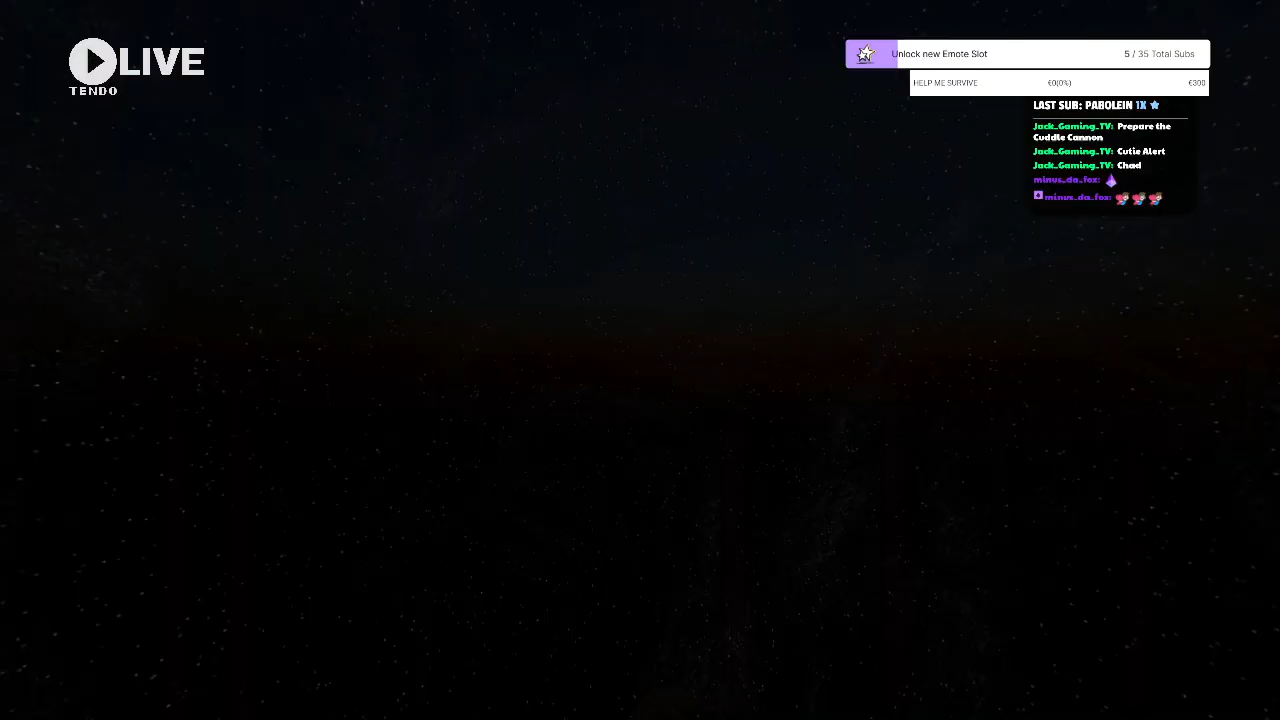 LIVE
TENDO
Unlock new Emote Slot 5 / 35 Total Subs
HELP ME SURVIVE €0(0%) €300
LAST SUB: PABOLEIN 1X
Jack_Gaming_TV: Prepare the
Cuddle Cannon
Jack_Gaming_TV: Cutie Alert
Jack_Gaming_TV: Chad
minus_da_fox:
minus_da_fox: